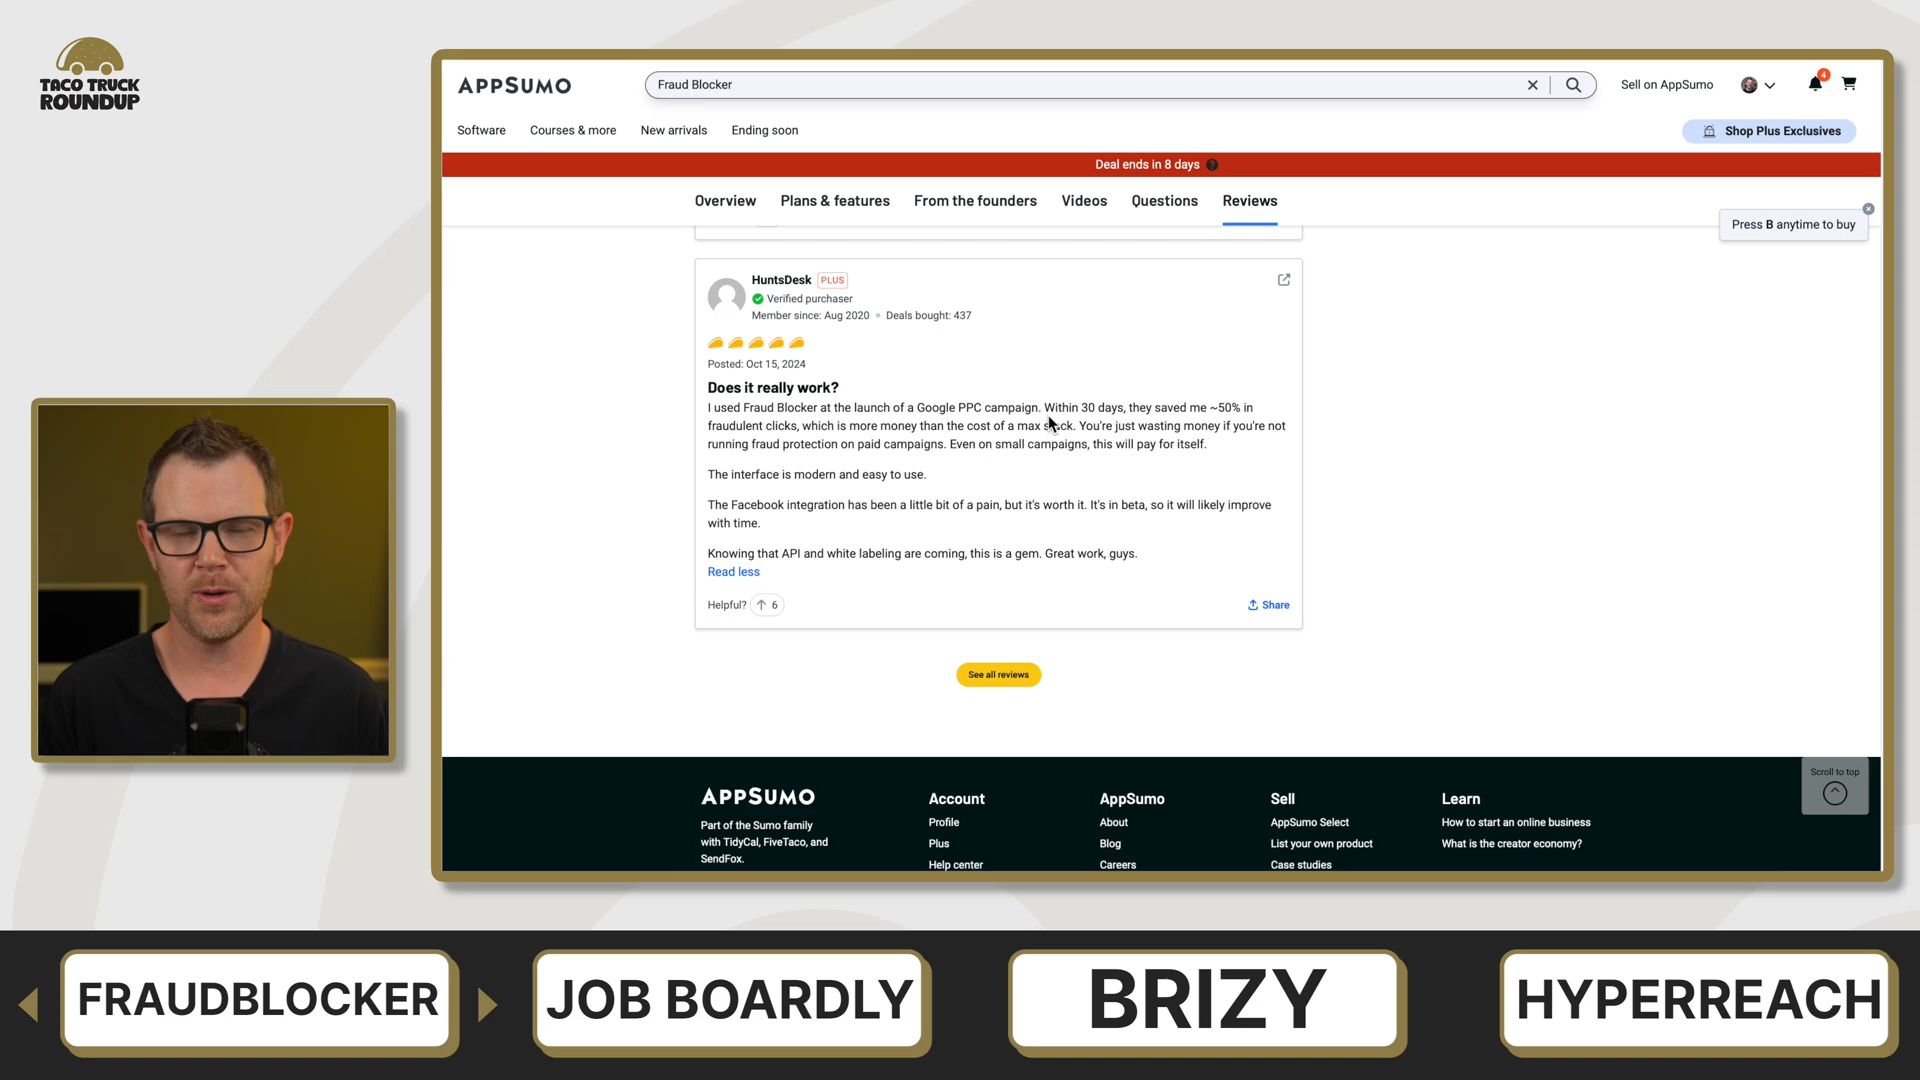 TACO TRUCK
ROUNDUP
APPSUMO
Fraud Blocker
Sell on AppSumo
4
Software
Courses & more
New arrivals
Ending soon
Shop Plus Exclusives
Deal ends in 8 days
Overview
Plans & features
From the founders
Videos
Questions
Reviews
Press B anytime to buy
HuntsDesk PLUS
Verified purchaser
Member since: Aug 2020 • Deals bought: 437
Posted: Oct 15, 2024
Does it really work?
I used Fraud Blocker at the launch of a Google PPC campaign. Within 30 days, they saved me ~50% in
fraudulent clicks, which is more money than the cost of a max stack. You're just wasting money if you're not
running fraud protection on paid campaigns. Even on small campaigns, this will pay for itself.
The interface is modern and easy to use.
The Facebook integration has been a little bit of a pain, but it's worth it. It's in beta, so it will likely improve
with time.
Knowing that API and white labeling are coming, this is a gem. Great work, guys.
Read less
Helpful? 6
Share
See all reviews
Scroll to top
APPSUMO
Part of the Sumo family
with TidyCal, FiveTaco, and
SendFox.
Account
Profile
Plus
Help center
AppSumo
About
Blog
Careers
Sell
AppSumo Select
List your own product
Case studies
Learn
How to start an online business
What is the creator economy?
FRAUDBLOCKER
JOB BOARDLY
BRIZY
HYPERREACH